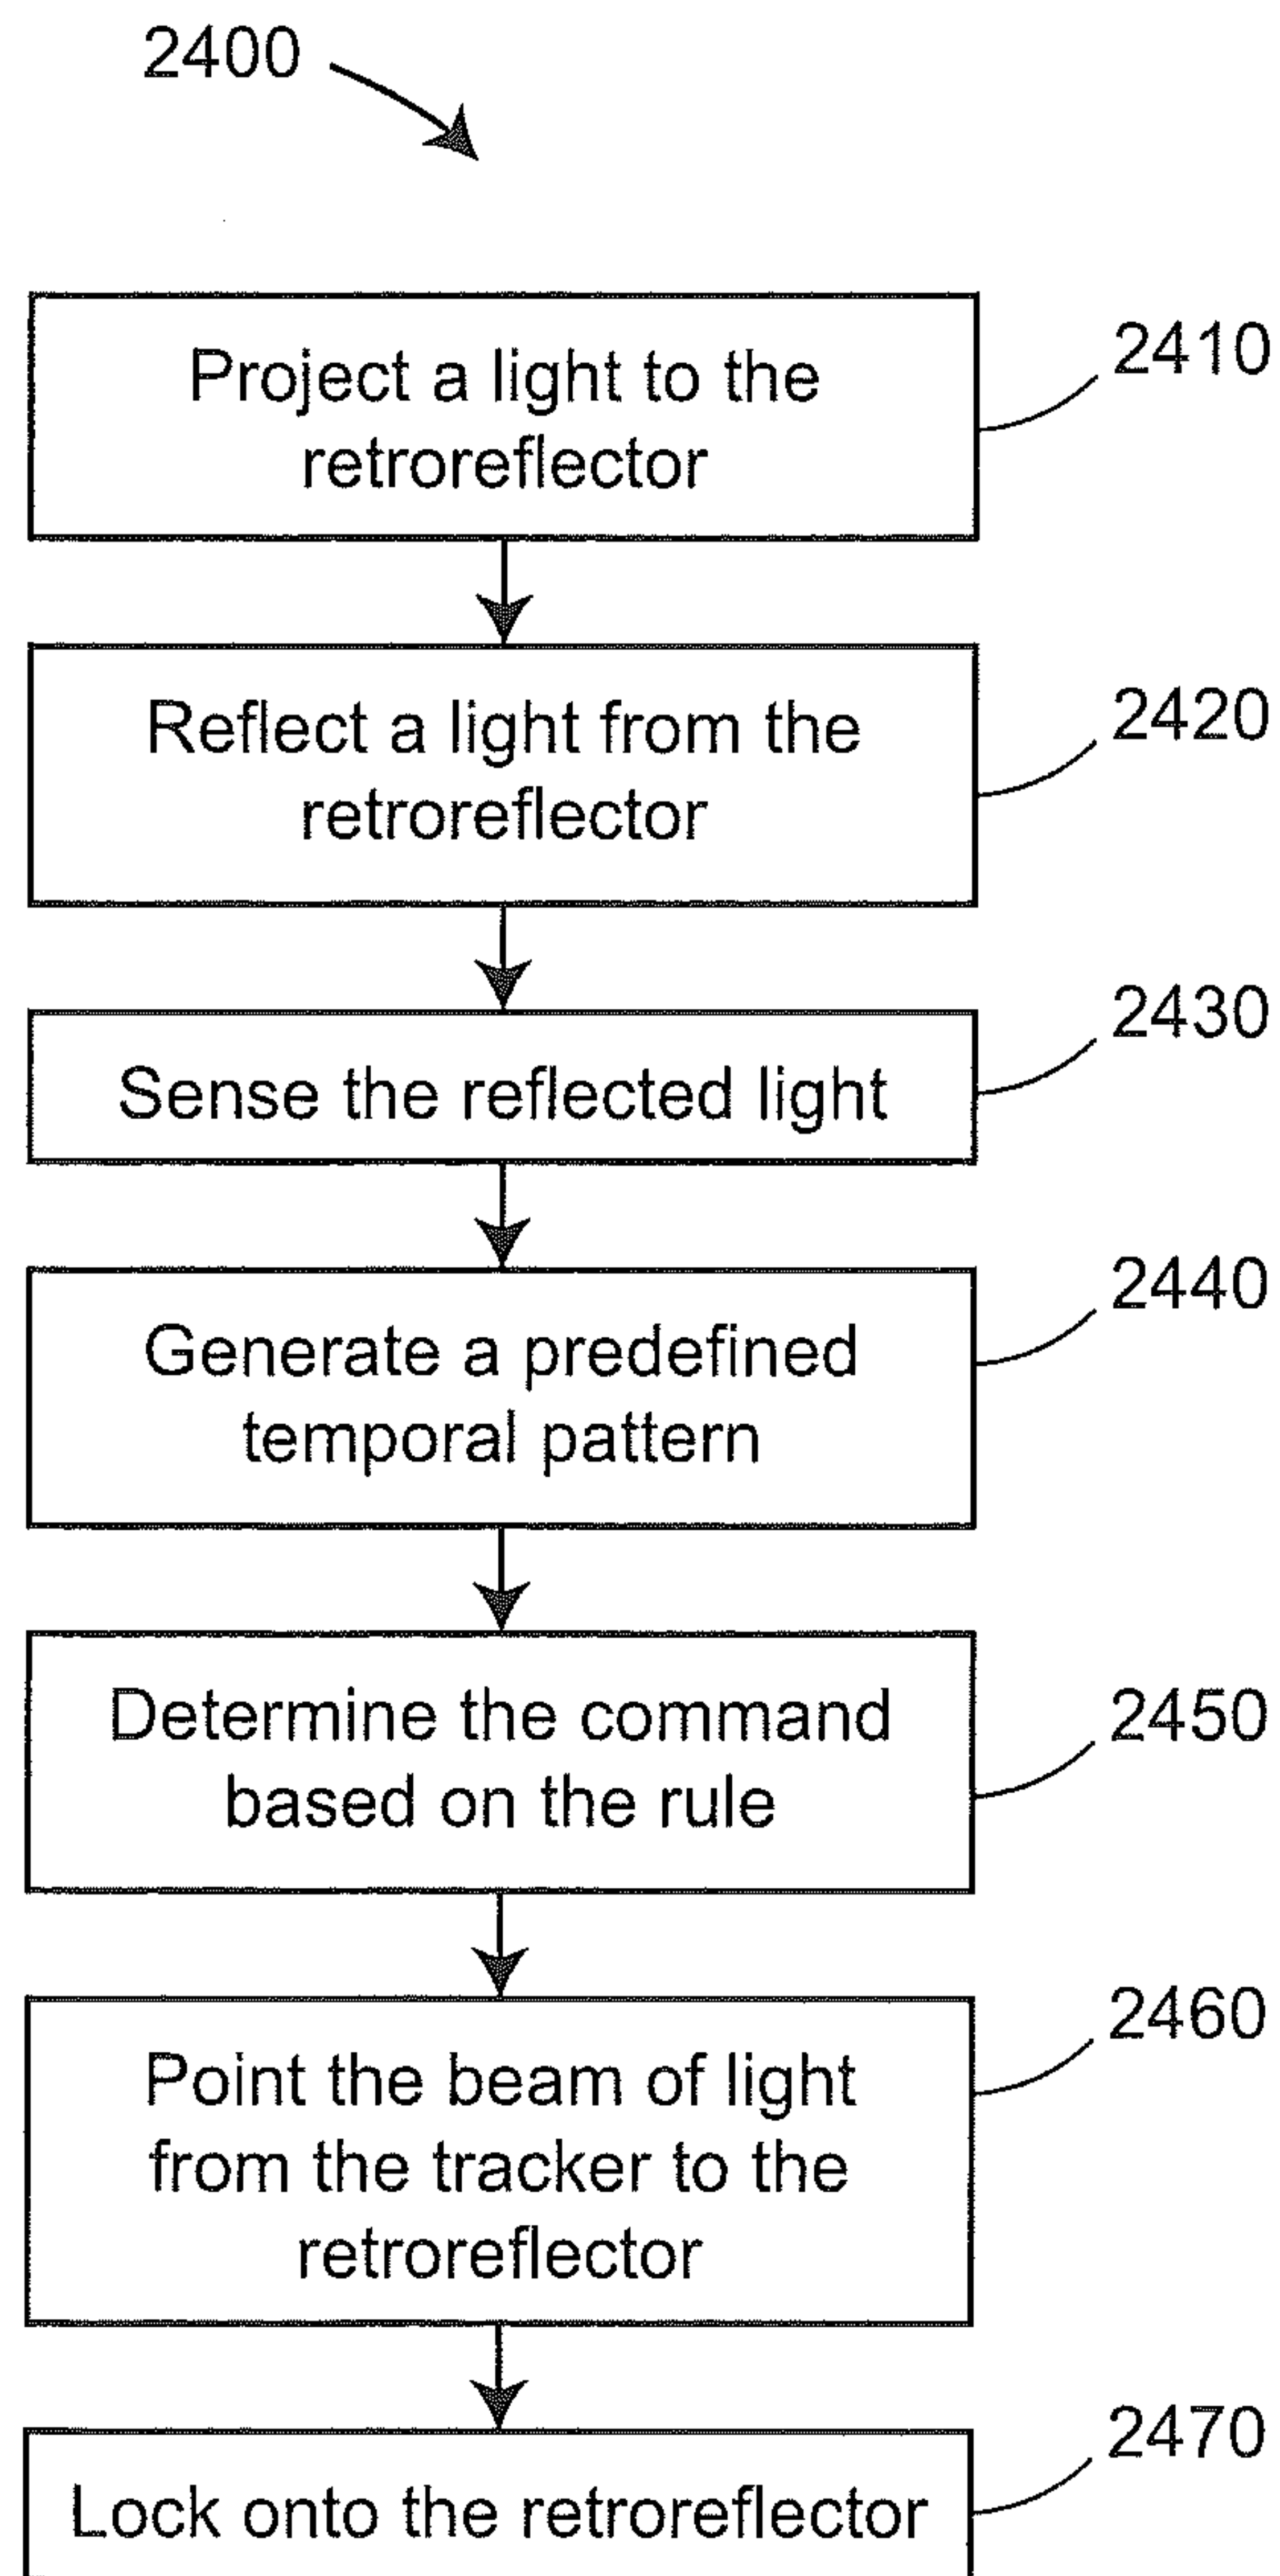 2400
Project a light to the
retroreflector
2410
Reflect a light from the
retroreflector
2420
Sense the reflected light
2430
Generate a predefined
temporal pattern
2440
Determine the command
based on the rule
2450
Point the beam of light
from the tracker to the
retroreflector
2460
Lock onto the retroreflector
2470